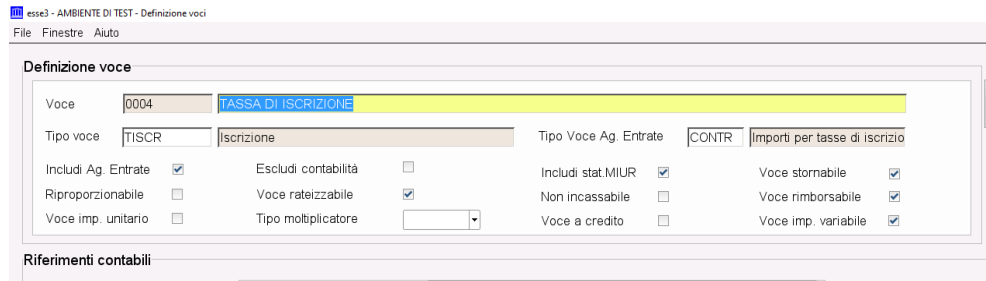 esse3 - AMBIENTE DI TEST - Definizione voci
File Finestre Aiuto
Definizione voce
Voce 0004 TASSA DI ISCRIZIONE
Tipo voce TISCR Iscrizione Tipo Voce Ag. Entrate CONTR Importi per tasse di iscrizio
Includi Ag. Entrate Escludi contabilità Includi stat.MIUR Voce stornabile
Riproporzionabile Voce rateizzabile Non incassabile Voce rimborsabile
Voce imp. unitario Tipo moltiplicatore Voce a credito Voce imp. variabile
Riferimenti contabili